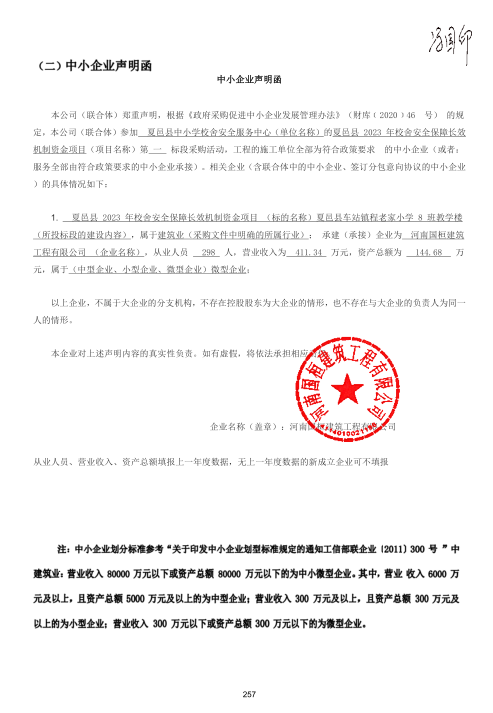 冯国印
（二）中小企业声明函
中小企业声明函
本公司（联合体）郑重声明，根据《政府采购促进中小企业发展管理办法》（财库﹝2020﹞46 号） 的规
定，本公司（联合体）参加 夏邑县中小学校舍安全服务中心（单位名称）的夏邑县 2023 年校舍安全保障长效
机制资金项目（项目名称）第 一 标段采购活动，工程的施工单位全部为符合政策要求 的中小企业（或者：
服务全部由符合政策要求的中小企业承接）。相关企业（含联合体中的中小企业、签订分包意向协议的中小企业
）的具体情况如下：
1. 夏邑县 2023 年校舍安全保障长效机制资金项目 （标的名称）夏邑县车站镇程老家小学 8 班教学楼
（所投标段的建设内容），属于建筑业（采购文件中明确的所属行业）； 承建（承接）企业为 河南国桓建筑
工程有限公司 （企业名称），从业人员 298 人，营业收入为 411.34 万元，资产总额为 144.68 万
元，属于（中型企业、小型企业、微型企业）微型企业；
以上企业，不属于大企业的分支机构，不存在控股股东为大企业的情形，也不存在与大企业的负责人为同一
人的情形。
本企业对上述声明内容的真实性负责。如有虚假，将依法承担相应
河南国桓建筑工程有限公司
企业名称（盖章）：河南国桓建筑工程有限公司
从业人员、营业收入、资产总额填报上一年度数据，无上一年度数据的新成立企业可不填报
注：中小企业划分标准参考“关于印发中小企业划型标准规定的通知工信部联企业〔2011〕300 号 ”中
建筑业：营业收入 80000 万元以下或资产总额 80000 万元以下的为中小微型企业。其中，营业 收入 6000 万
元及以上，且资产总额 5000 万元及以上的为中型企业；营业收入 300 万元及以上，且资产总额 300 万元及
以上的为小型企业；营业收入 300 万元以下或资产总额 300 万元以下的为微型企业。
257